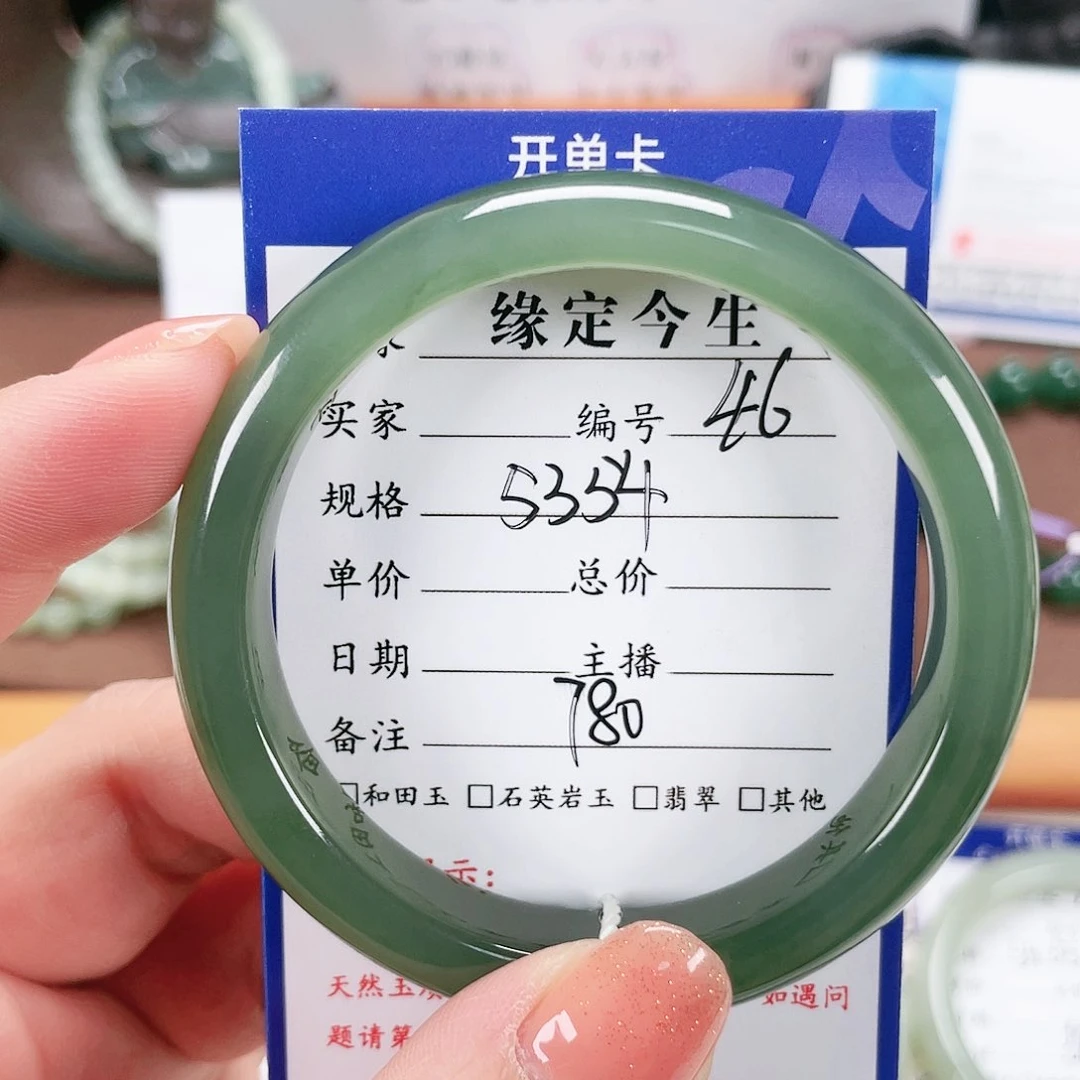 开单卡
缘定今生
买家 编号 46
规格 5354
单价 总价
日期 主播
备注 780
□和田玉 □石英岩玉 □翡翠 □其他
示：
天然玉 如遇问
题请第